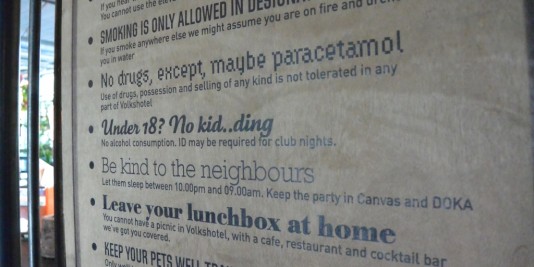 If you hear
You cannot use the
• SMOKING IS ONLY ALLOWED IN
If you smoke anywhere else we might assume you are on fire and
you in water
• No drugs, except, maybe paracetamol
Use of drugs, possession and selling of any kind is not tolerated in any
part of Volkshotel
• Under 18? No kid..ding
No alcohol consumption. ID may be required for club nights.
• Be kind to the neighbours
Let them sleep between 10.00pm and 09.00am. Keep the party in Canvas and DOKA
• Leave your lunchbox at home
You cannot have a picnic in Volkshotel, with a cafe, restaurant and cocktail bar
we've got you covered.
• KEEP YOUR PETS WELL
Only